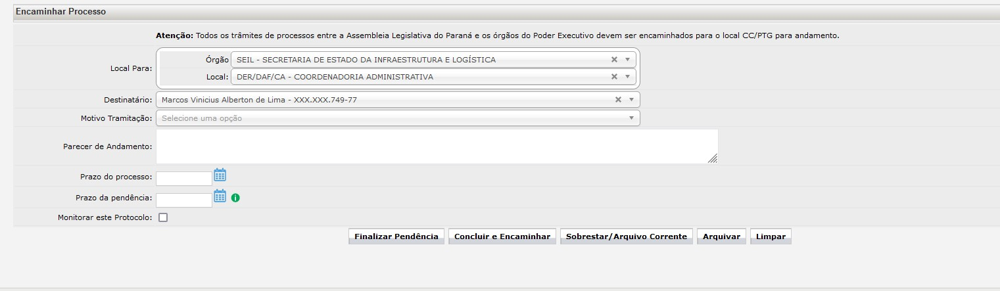 Encaminhar Processo
Atenção: Todos os trâmites de processos entre a Assembleia Legislativa do Paraná e os órgãos do Poder Executivo devem ser encaminhados para o local CC/PTG para andamento.
Local Para:
Órgão SEIL - SECRETARIA DE ESTADO DA INFRAESTRUTURA E LOGÍSTICA
Local: DER/DAF/CA - COORDENADORIA ADMINISTRATIVA
Destinatário: Marcos Vinicius Alberton de Lima - XXX.XXX.749-77
Motivo Tramitação: Selecione uma opção
Parecer de Andamento:
Prazo do processo:
Prazo da pendência:
Monitorar este Protocolo:
Finalizar Pendência Concluir e Encaminhar Sobrestar/Arquivo Corrente Arquivar Limpar